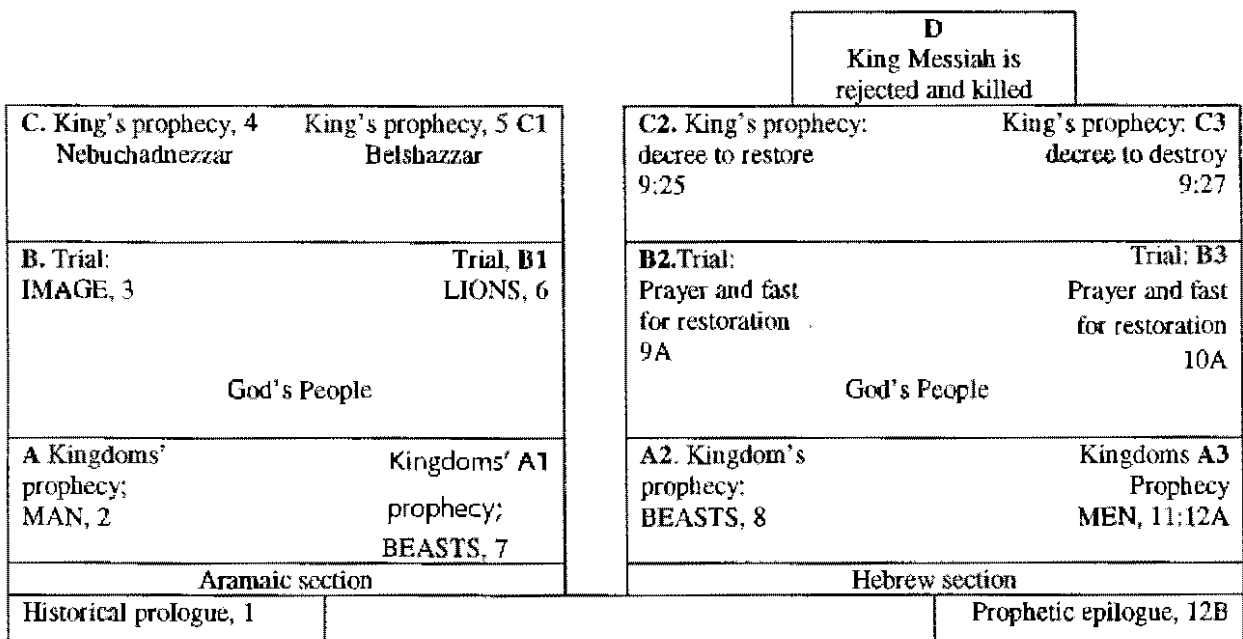 D
King Messiah is
rejected and killed
C. King's prophecy, 4 King's prophecy, 5 C1
Nebuchadnezzar Belshazzar
C2. King's prophecy: King's prophecy: C3
decree to restore decree to destroy
9:25 9:27
B. Trial: Trial, B1
IMAGE, 3 LIONS, 6
God's People
B2.Trial: Trial: B3
Prayer and fast Prayer and fast
for restoration for restoration
9A 10A
God's People
A Kingdoms' Kingdoms' A1
prophecy; prophecy;
MAN, 2 BEASTS, 7
A2. Kingdom's Kingdoms A3
prophecy: Prophecy
BEASTS, 8 MEN, 11:12A
Aramaic section
Hebrew section
Historical prologue, 1
Prophetic epilogue, 12B